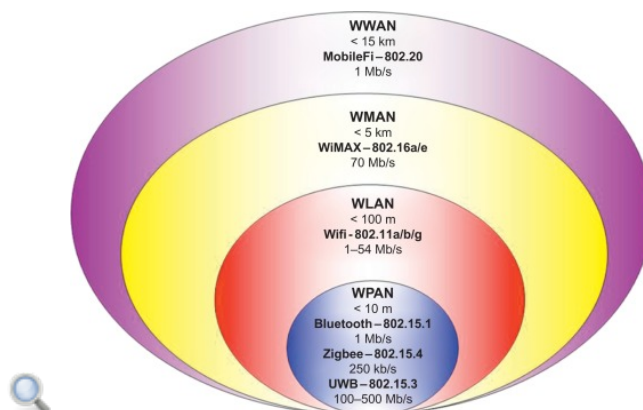 WWAN
< 15 km
MobileFi–802.20
1 Mb/s
WMAN
< 5 km
WiMAX–802.16a/e
70 Mb/s
WLAN
< 100 m
Wifi-802.11a/b/g
1–54 Mb/s
WPAN
< 10 m
Bluetooth–802.15.1
1 Mb/s
Zigbee–802.15.4
250 kb/s
UWB–802.15.3
100–500 Mb/s